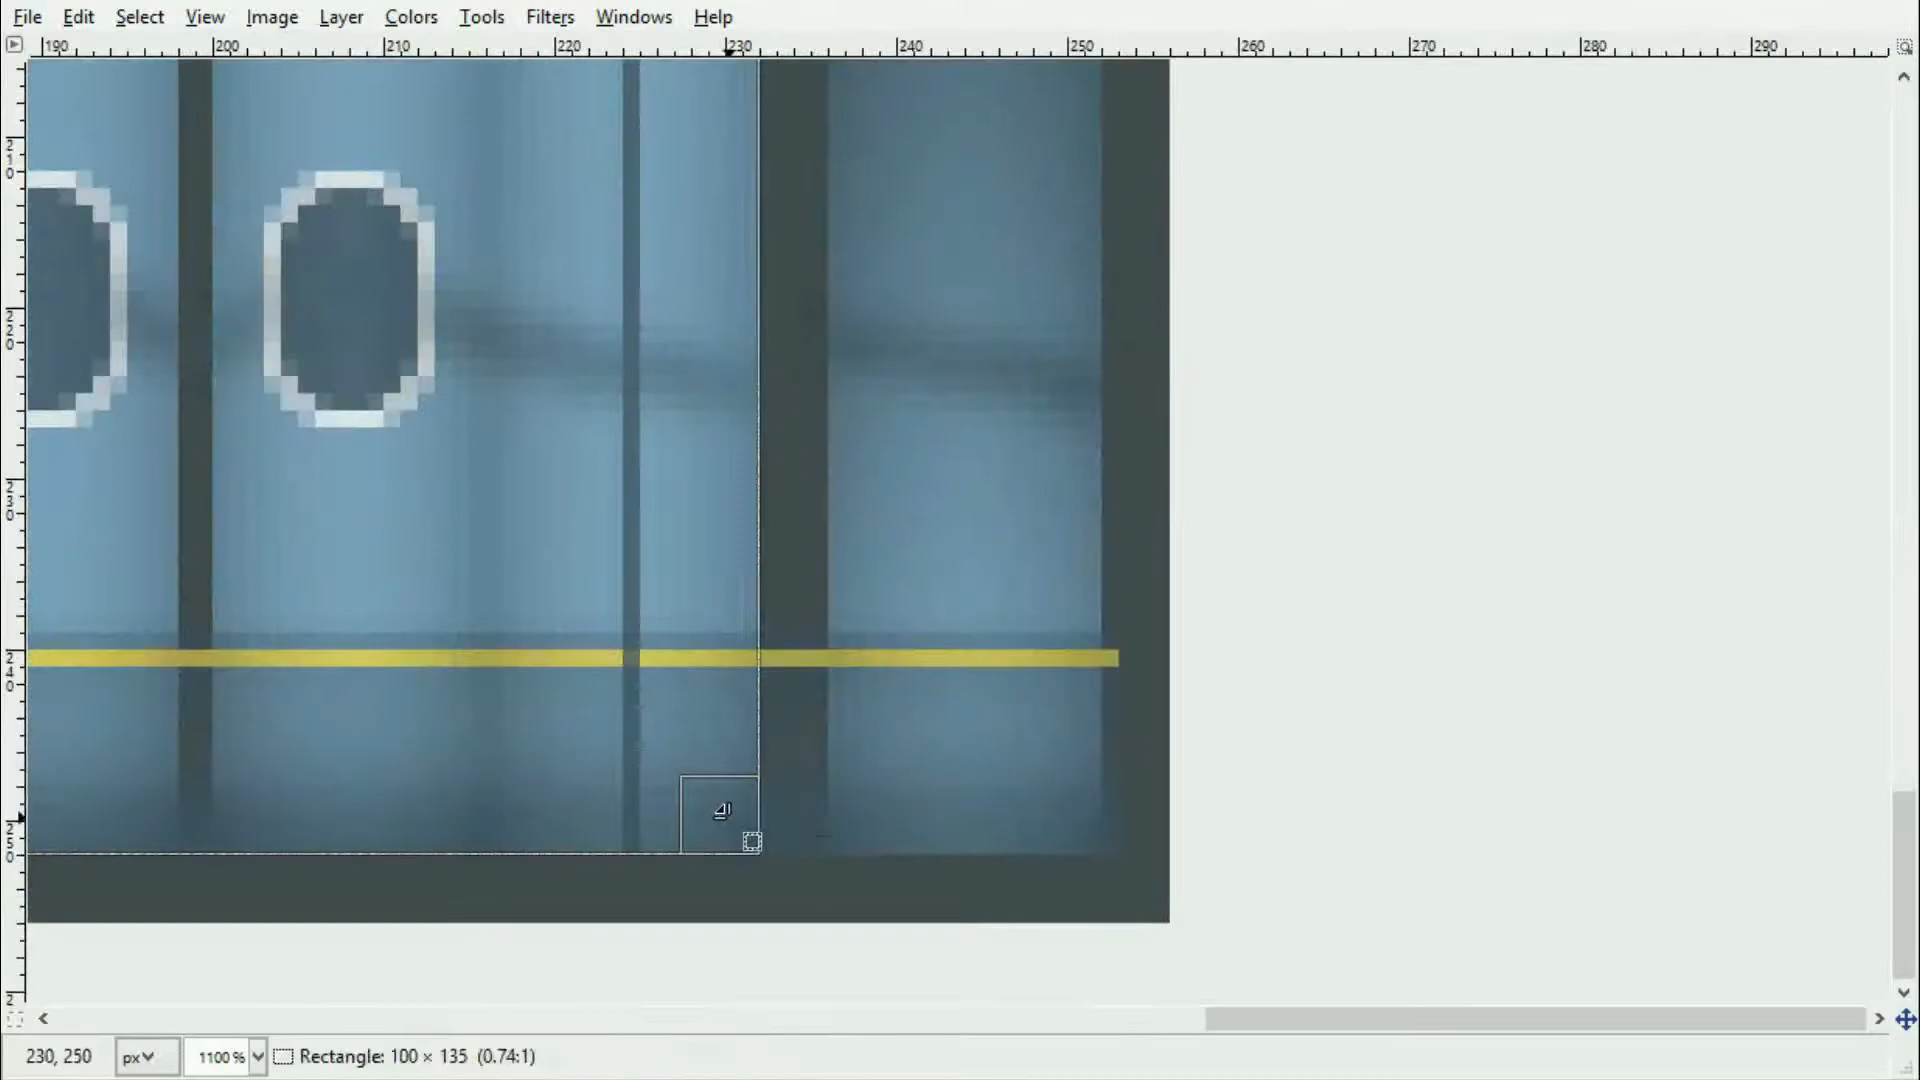 File Edit Select View Image Layer Colors Tools Filters Windows Help
190 200 210 220 230 240 250 260 270 280 290
210
220
230
240
250
2
230, 250 px 1100 % Rectangle: 100 × 135 (0.74:1)